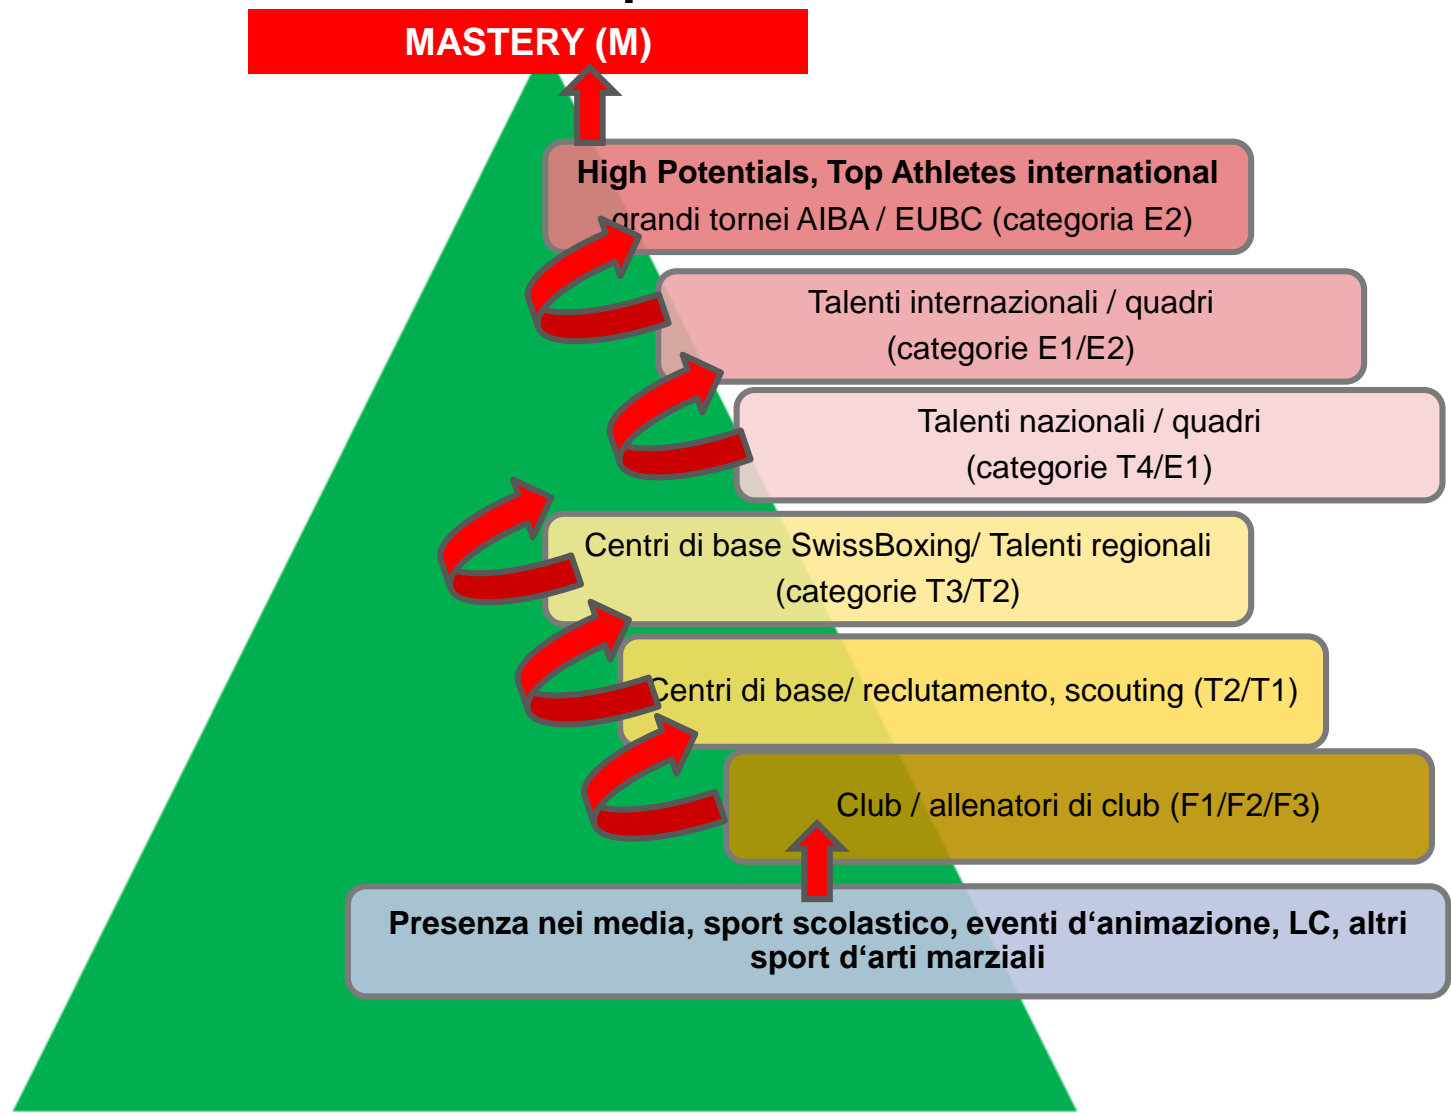 MASTERY (M)
High Potentials, Top Athletes international
grandi tornei AIBA / EUBC (categoria E2)
Talenti internazionali / quadri
(categorie E1/E2)
Talenti nazionali / quadri
(categorie T4/E1)
Centri di base SwissBoxing/ Talenti regionali
(categorie T3/T2)
Centri di base/ reclutamento, scouting (T2/T1)
Club / allenatori di club (F1/F2/F3)
Presenza nei media, sport scolastico, eventi d‘animazione, LC, altri
sport d‘arti marziali